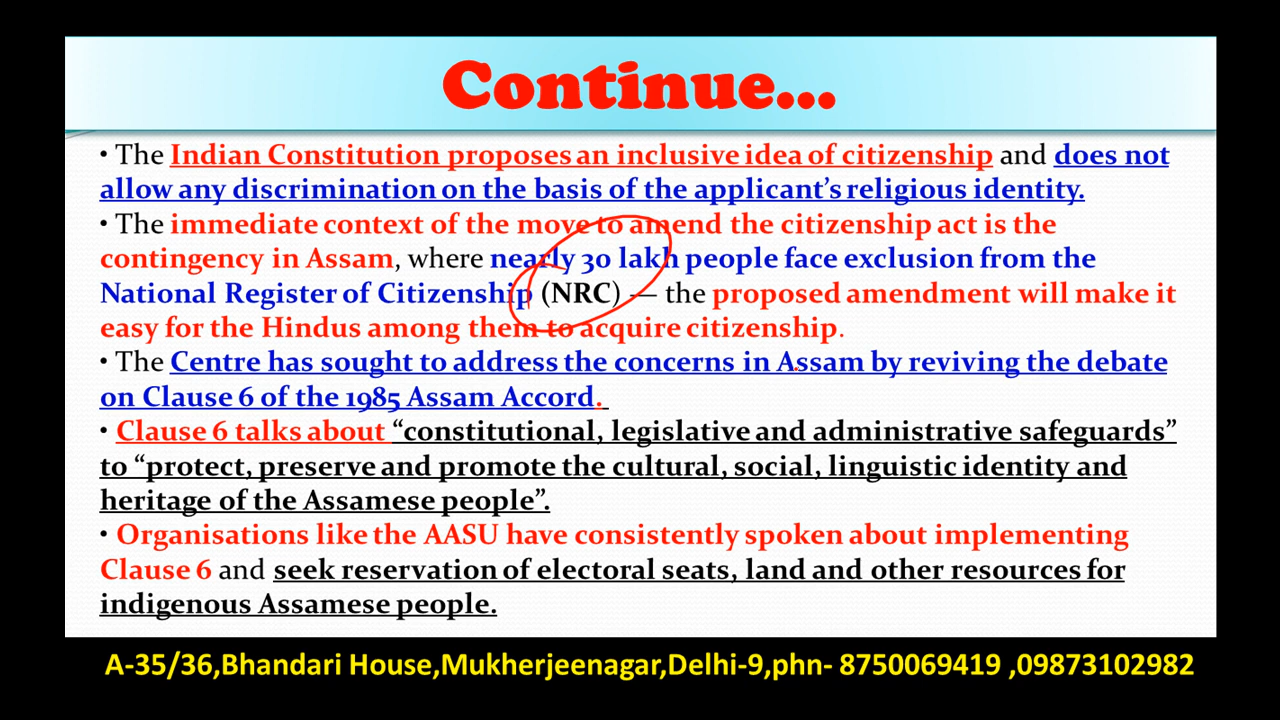 Continue...
• The Indian Constitution proposes an inclusive idea of citizenship and does not
allow any discrimination on the basis of the applicant’s religious identity.
• The immediate context of the move to amend the citizenship act is the
contingency in Assam, where nearly 30 lakh people face exclusion from the
National Register of Citizenship (NRC) — the proposed amendment will make it
easy for the Hindus among them to acquire citizenship.
• The Centre has sought to address the concerns in Assam by reviving the debate
on Clause 6 of the 1985 Assam Accord.
• Clause 6 talks about “constitutional, legislative and administrative safeguards”
to “protect, preserve and promote the cultural, social, linguistic identity and
heritage of the Assamese people”.
• Organisations like the AASU have consistently spoken about implementing
Clause 6 and seek reservation of electoral seats, land and other resources for
indigenous Assamese people.
A-35/36,Bhandari House,Mukherjeenagar,Delhi-9,phn- 8750069419 ,09873102982